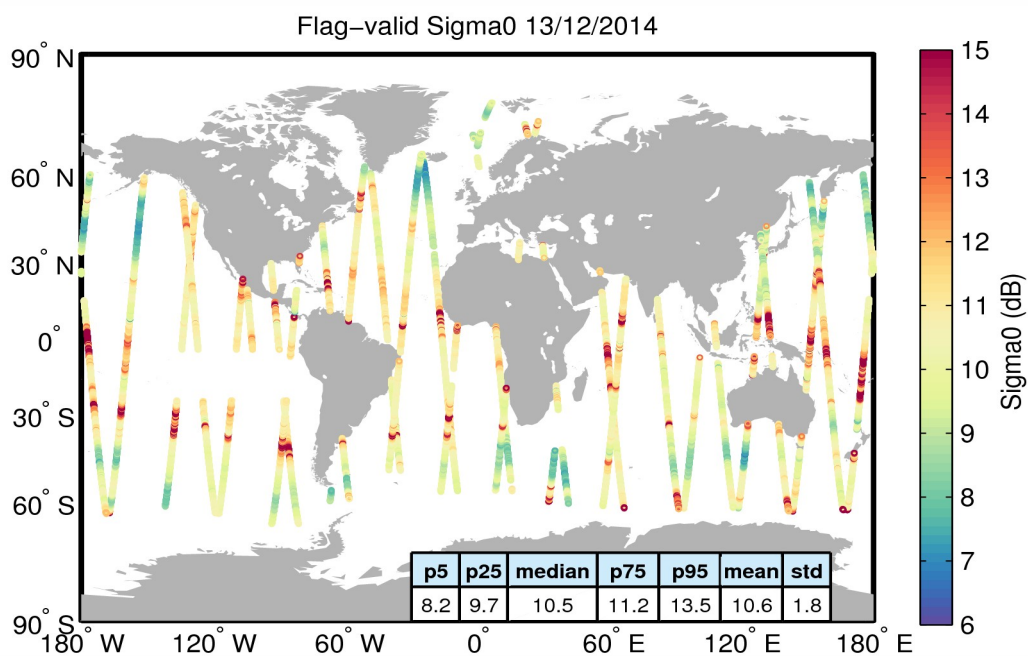 Flag−valid Sigma0 13/12/2014
90° N
60° N
30° N
0°
30° S
60° S
90° S
180° W
120° W
60° W
0°
60° E
120° E
180° E
p5 p25 median p75 p95 mean std
8.2 9.7 10.5 11.2 13.5 10.6 1.8
15
14
13
12
11
10
9
8
7
6
Sigma0 (dB)